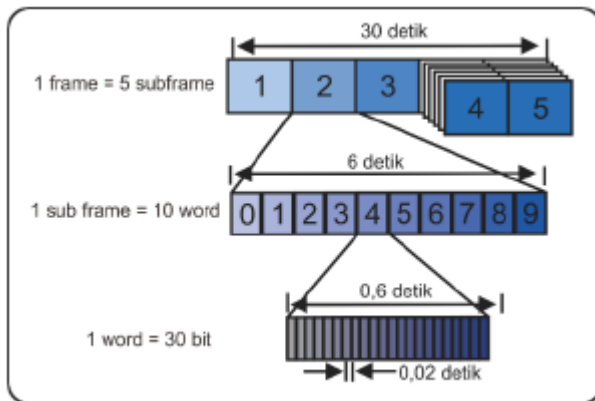 30 detik
1 frame = 5 subframe
1 2 3 4 5
6 detik
1 sub frame = 10 word
0 1 2 3 4 5 6 7 8 9
0,6 detik
1 word = 30 bit
0,02 detik